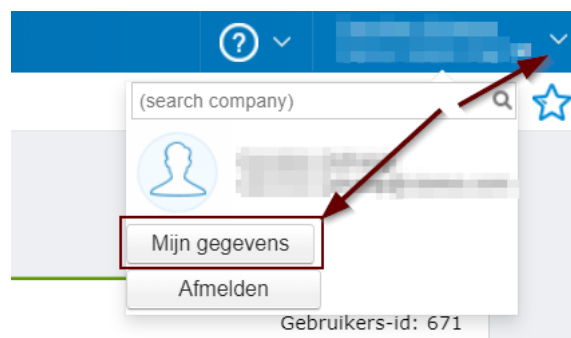 ?
(search company)
Mijn gegevens
Afmelden
Gebruikers-id: 671